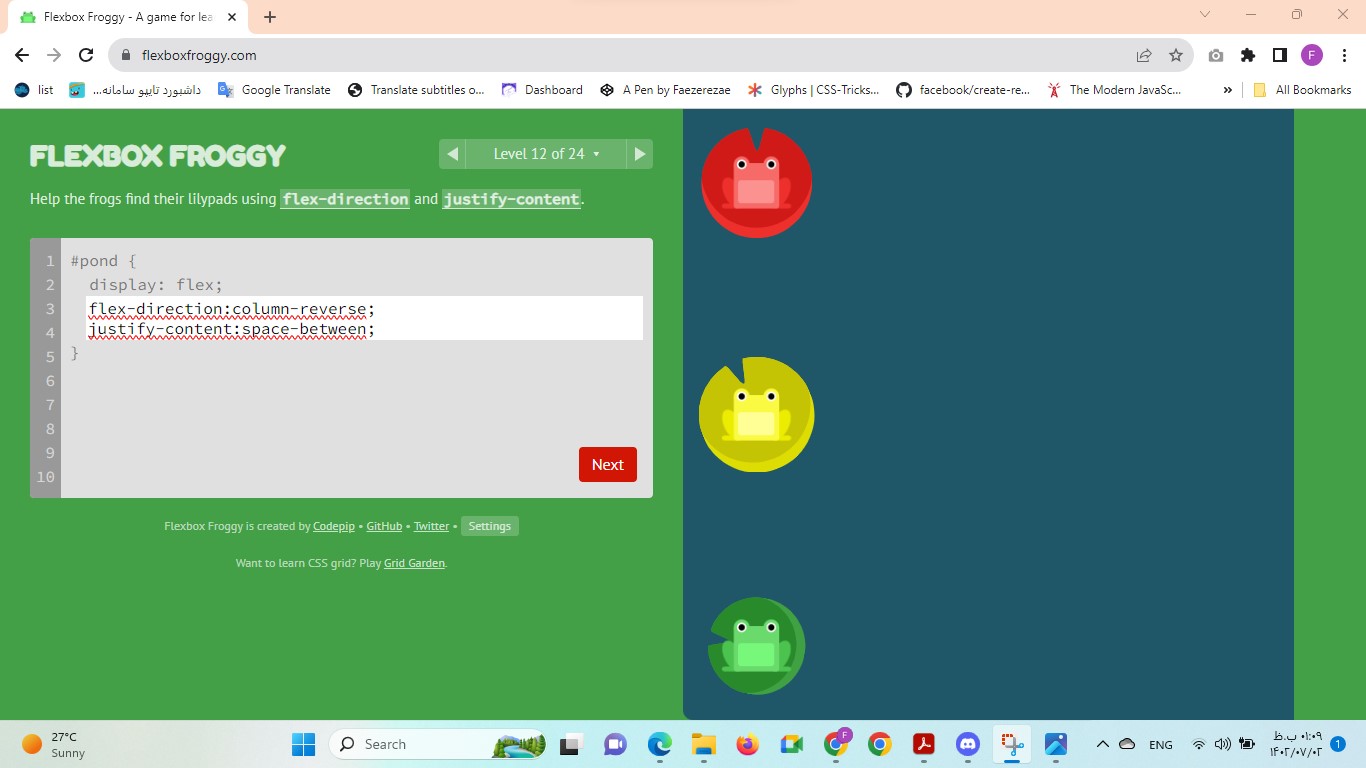 Flexbox Froggy - A game for lea
flexboxfroggy.com
F
list
داشبورد تاپیو سامانه...
Google Translate
Translate subtitles o...
Dashboard
A Pen by Faezerezae
Glyphs | CSS-Tricks...
facebook/create-re...
The Modern JavaSc...
»
All Bookmarks
FLEXBOX FROGGY
Level 12 of 24
Help the frogs find their lilypads using flex-direction and justify-content.
1 #pond {
2 display: flex;
3 flex-direction:column-reverse;
4 justify-content:space-between;
5 }
6
7
8
9
10
Next
Flexbox Froggy is created by Codepip • GitHub • Twitter • Settings
Want to learn CSS grid? Play Grid Garden.
27°C
Sunny
Search
F
ENG
۰۱:۰۹ ب.ظ
۱۴۰۲/۰۷/۰۲
1